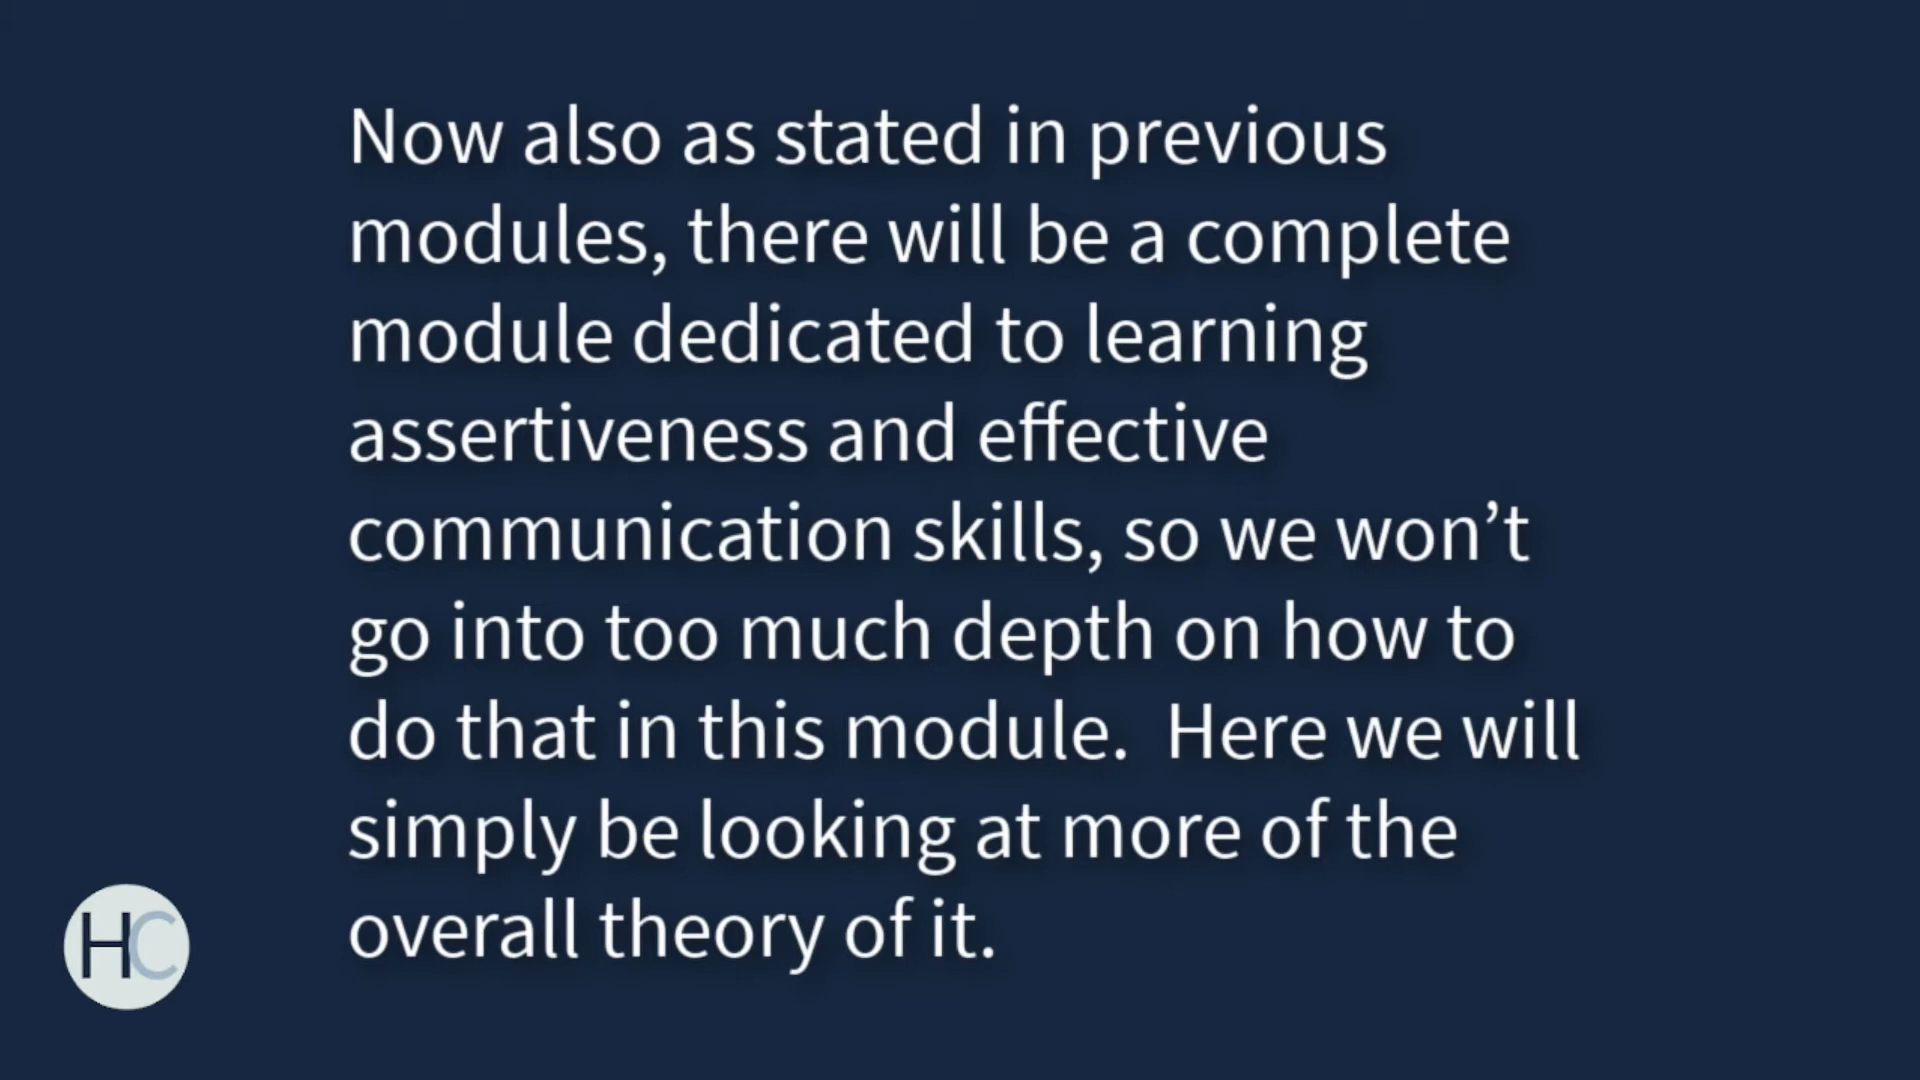 Now also as stated in previous
modules, there will be a complete
module dedicated to learning
assertiveness and effective
communication skills, so we won’t
go into too much depth on how to
do that in this module.  Here we will
simply be looking at more of the
overall theory of it.
HC